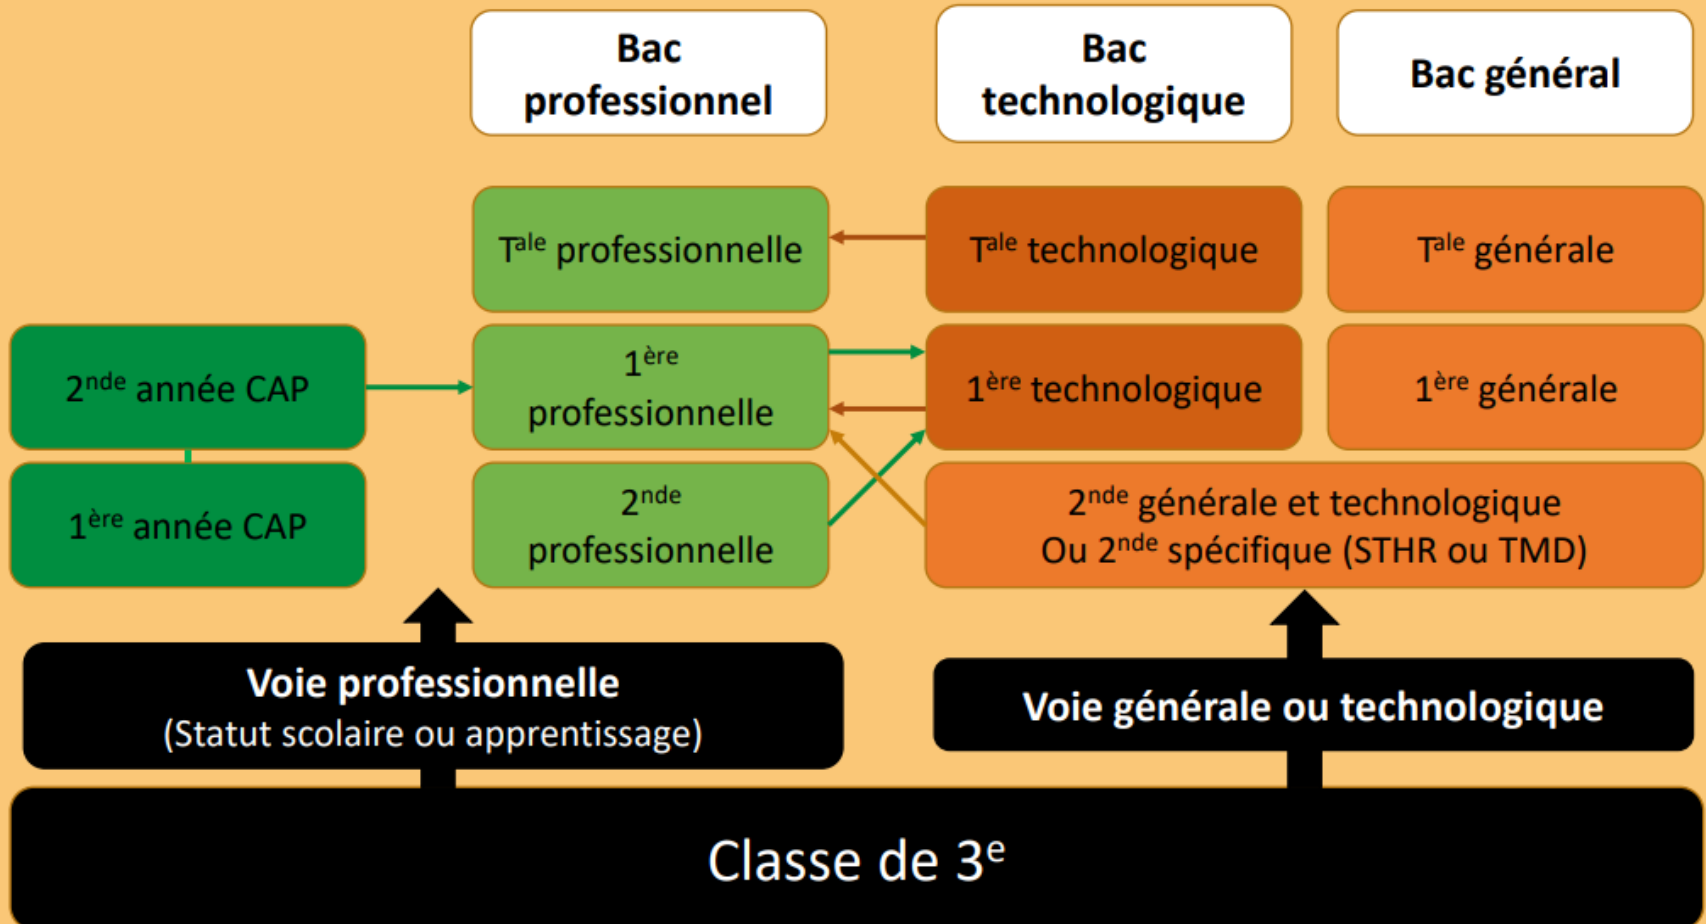 Bac
professionnel
Bac
technologique
Bac général
Tale professionnelle
Tale technologique
Tale générale
2nde année CAP
1ère
professionnelle
1ère technologique
1ère générale
1ère année CAP
2nde
professionnelle
2nde générale et technologique
Ou 2nde spécifique (STHR ou TMD)
Voie professionnelle
(Statut scolaire ou apprentissage)
Voie générale ou technologique
Classe de 3e